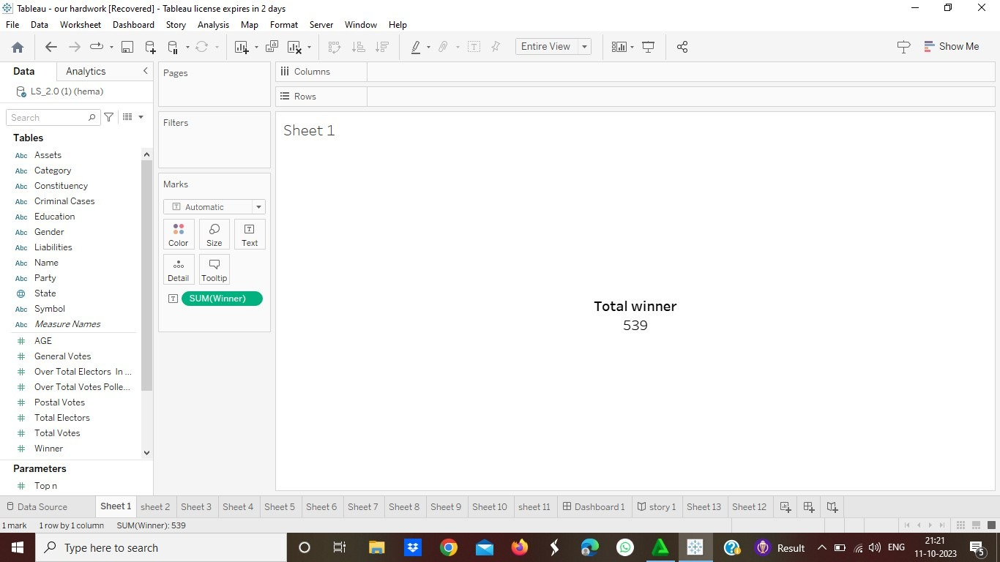 Tableau - our hardwork [Recovered] - Tableau license expires in 2 days
File Data Worksheet Dashboard Story Analysis Map Format Server Window Help
Entire View
Show Me
Data Analytics
LS_2.0 (1) (hema)
Search
Tables
Abc Assets
Abc Category
Abc Constituency
Abc Criminal Cases
Abc Education
Abc Gender
Abc Liabilities
Abc Name
Abc Party
State
Abc Symbol
Abc Measure Names
# AGE
# General Votes
# Over Total Electors In ...
# Over Total Votes Polle...
# Postal Votes
# Total Electors
# Total Votes
# Winner
Parameters
# Top n
Pages
Filters
Marks
T Automatic
Color Size Text
Detail Tooltip
T SUM(Winner)
Columns
Rows
Sheet 1
Total winner
539
Data Source Sheet 1 sheet 2 Sheet 3 Sheet 4 Sheet 5 Sheet 6 Sheet 7 Sheet 8 Sheet 9 Sheet 10 sheet 11 Dashboard 1 story 1 Sheet 13 Sheet 12
1 mark 1 row by 1 column SUM(Winner): 539
Type here to search
Result
ENG
21:21
11-10-2023
5